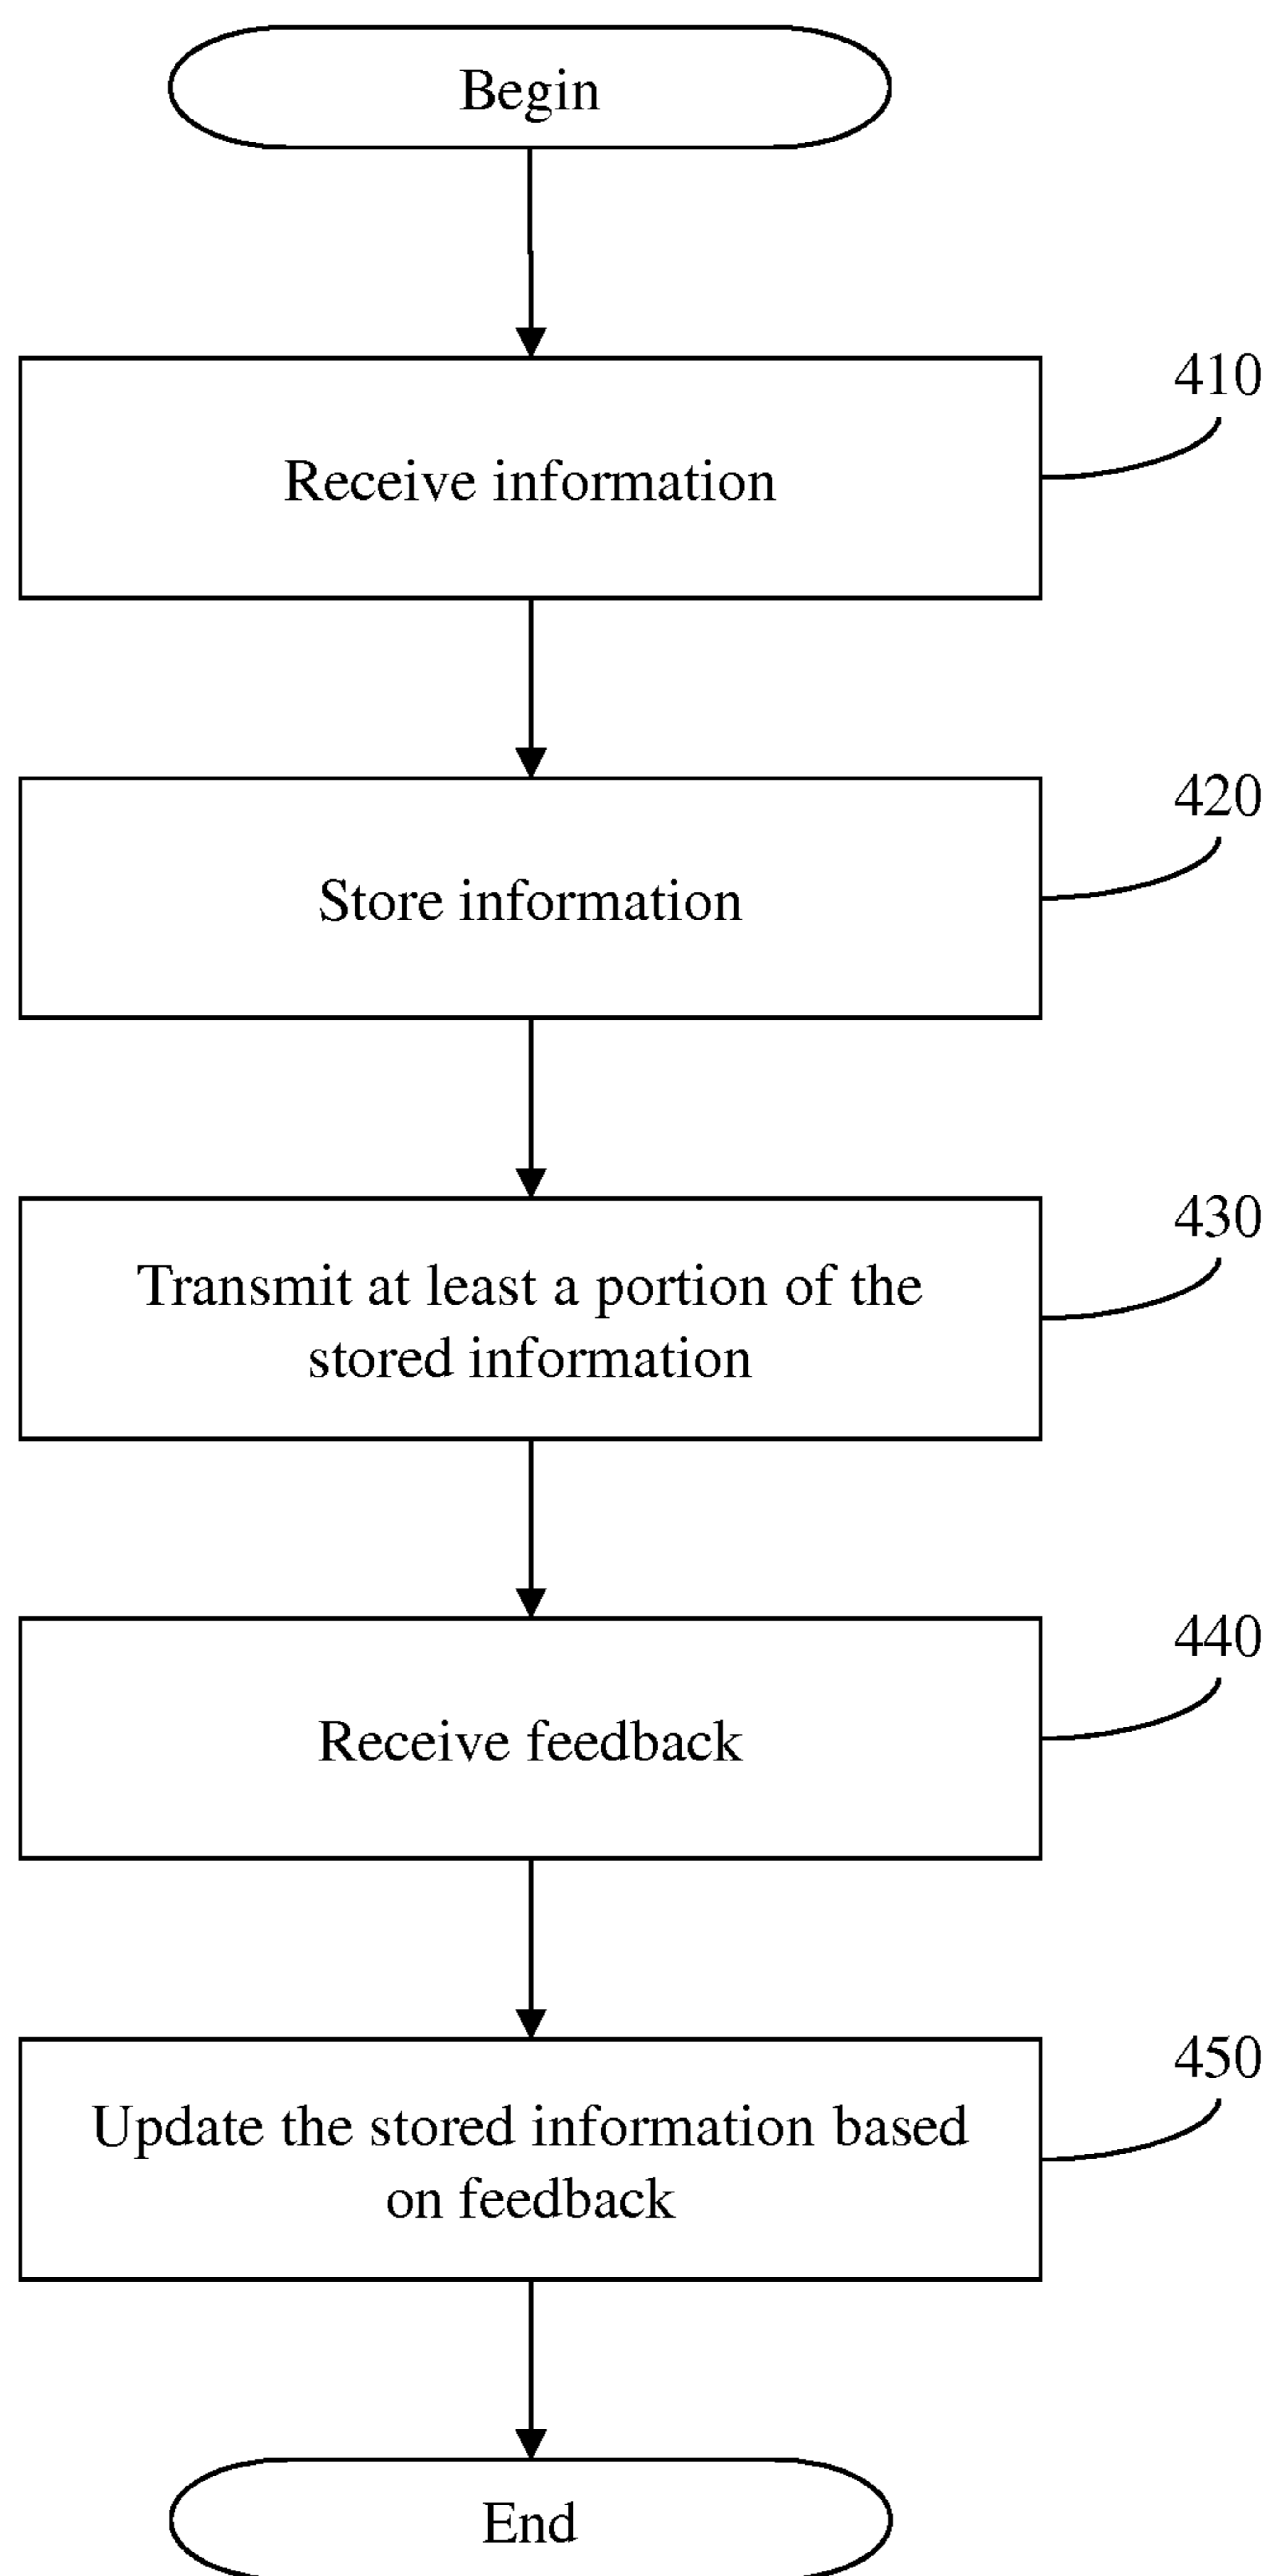 Begin
410
Receive information
420
Store information
430
Transmit at least a portion of the
stored information
440
Receive feedback
450
Update the stored information based
on feedback
End